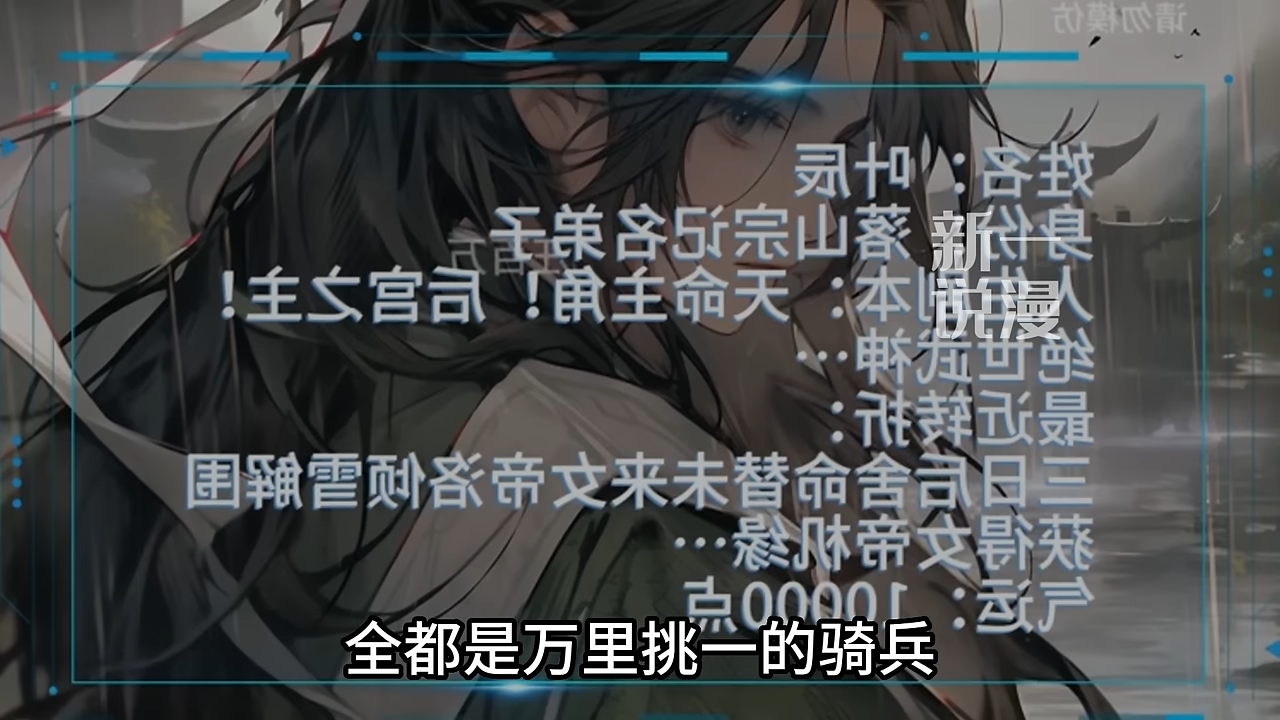 请勿模仿
姓名：叶辰
身份：落山宗记名弟子
人生剧本：天命主角！后宫之主！
绝世武神…
最近转折：
三日后舍命替未来女帝洛倾雪解围
获得女帝机缘…
气运：10000点
新一
说漫
全都是万里挑一的骑兵